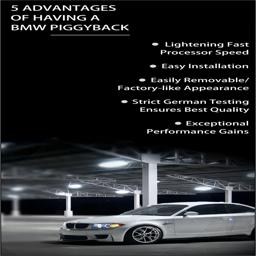 5 ADVANTAGES
OF HAVING A
BMW PIGGYBACK
• Lightening Fast
Processor Speed
• Easy Installation
• Easily Removable/
Factory-like Appearance
• Strict German Testing
Ensures Best Quality
• Exceptional
Performance Gains